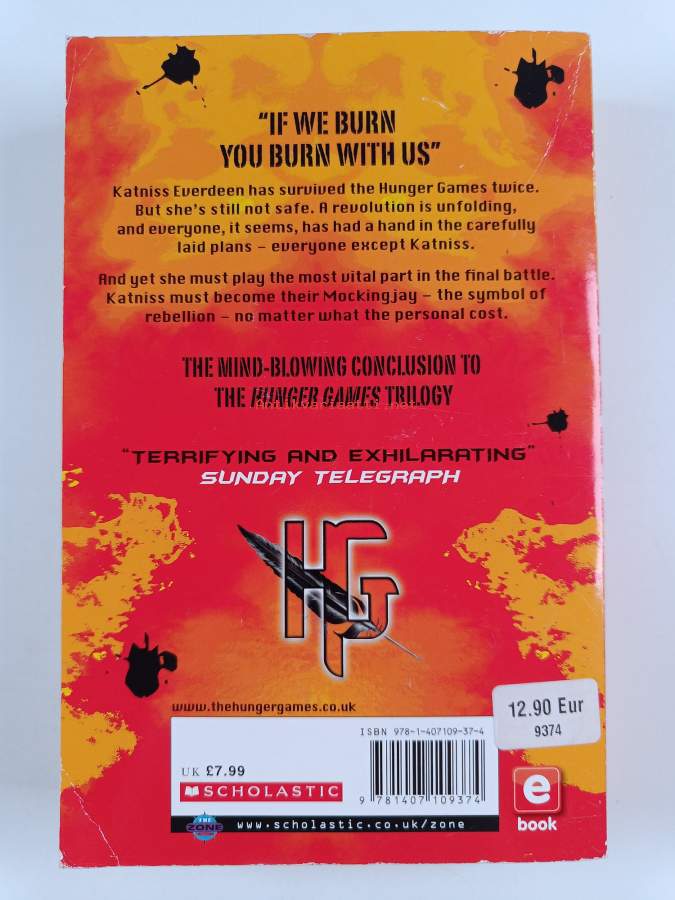 "IF WE BURN
YOU BURN WITH US"
Katniss Everdeen has survived the Hunger Games twice.
But she's still not safe. A revolution is unfolding,
and everyone, it seems, has had a hand in the carefully
laid plans – everyone except Katniss.
And yet she must play the most vital part in the final battle.
Katniss must become their Mockingjay – the symbol of
rebellion – no matter what the personal cost.
THE MIND-BLOWING CONCLUSION TO
THE HUNGER GAMES TRILOGY
"TERRIFYING AND EXHILARATING"
SUNDAY TELEGRAPH
HG
www.thehungergames.co.uk
12.90 Eur
9374
ISBN 978-1-407109-37-4
UK £7.99
SCHOLASTIC
9 781407 109374
THE
ZONE
www.scholastic.co.uk/zone
e
book